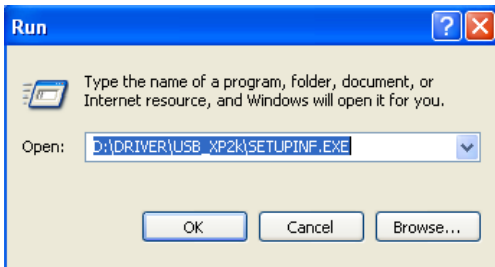 Run
Type the name of a program, folder, document, or
Internet resource, and Windows will open it for you.
Open: D:\DRIVER\USB_XP2k\SETUPINF.EXE
OK Cancel Browse...